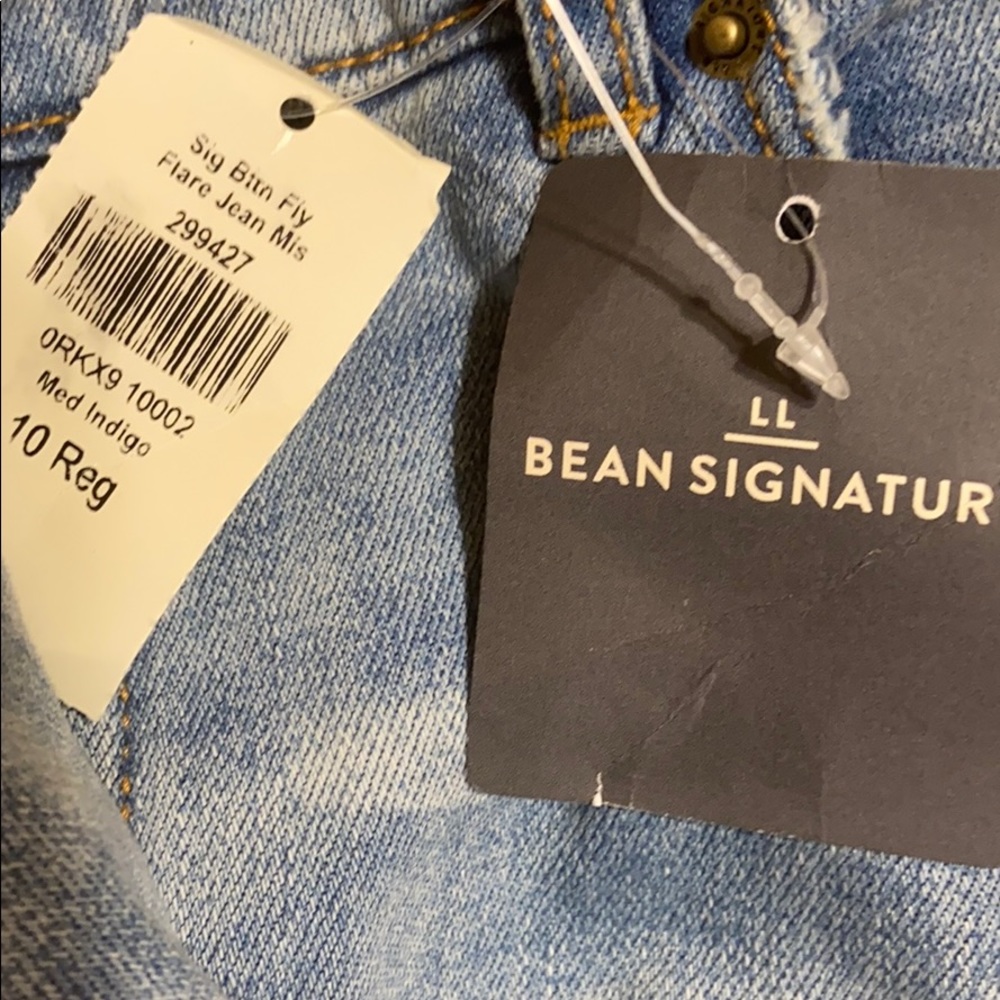 Sig Bttn Fly
Flare Jean Mis
299427
0RKX9 10002
Med Indigo
10 Reg
LL
BEAN SIGNATUR